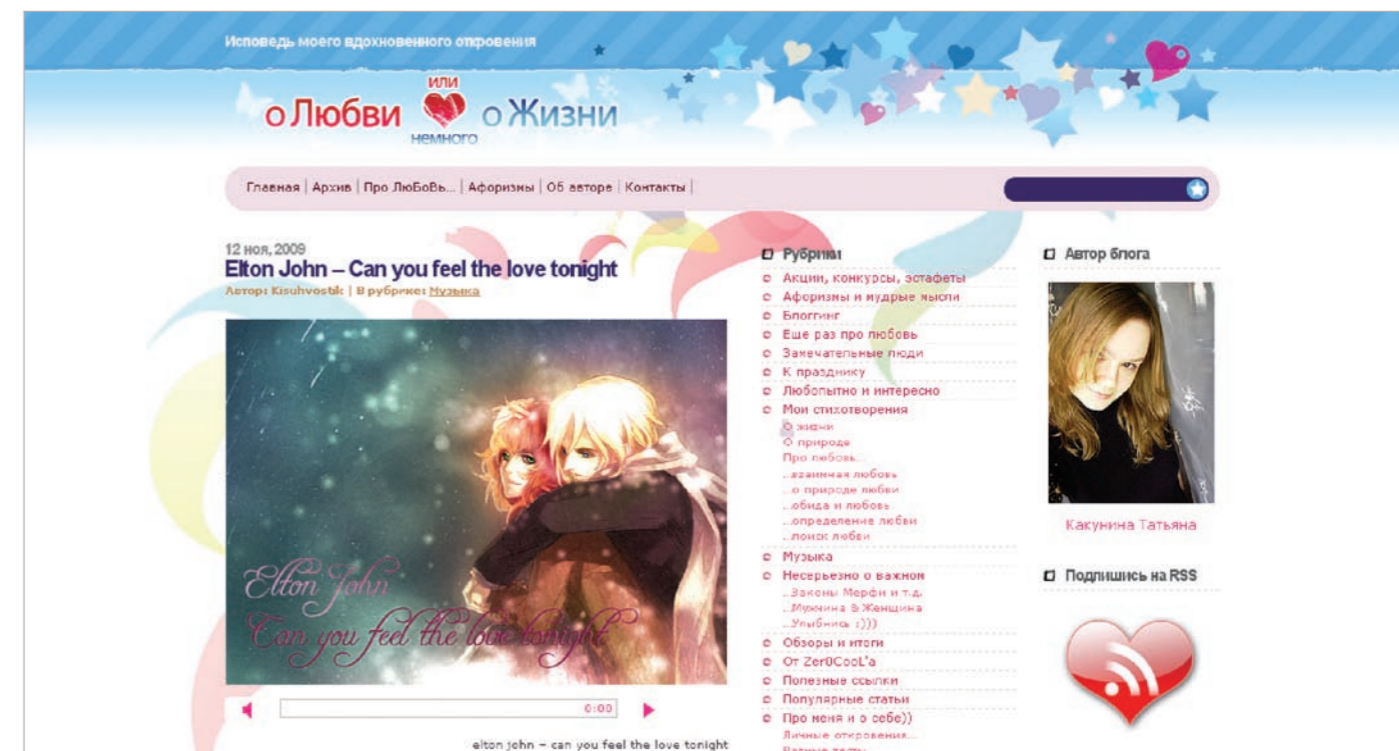 Исповедь моего вдохновенного откровения
или
о Любви о Жизни
немного
Главная | Архив | Про ЛюБоВь... | Афоризмы | Об авторе | Контакты |
12 ноя, 2009
Elton John – Can you feel the love tonight
Автор: Kisuhvostik | В рубрике: Музыка
Elton John
Can you feel the love tonight
0:00
elton john – can you feel the love tonight
Рубрики
Акции, конкурсы, эстафеты
Афоризмы и мудрые мысли
Блоггинг
Еще раз про любовь
Замечательные люди
К празднику
Любопытно и интересно
Мои стихотворения
О жизни
О природе
Про любовь...
...взаимная любовь
...о природе любви
...обида и любовь
...определение любви
...поиск любви
Музыка
Несерьезно о важном
...Законы Мерфи и т.д.
...Мужчина & Женщина
...Улыбнись :)))
Обзоры и итоги
От Zer0CooL'а
Полезные ссылки
Популярные статьи
Про меня и о себе))
Личные откровения...
Разные тесты
Автор блога
Какунина Татьяна
Подпишись на RSS